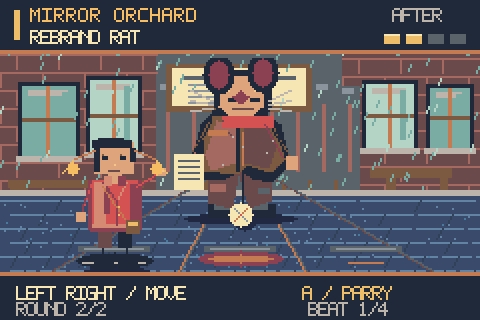 MIRROR ORCHARD
AFTER
REBRAND RAT
LEFT RIGHT / MOVE
A / PARRY
ROUND 2/2
BEAT 1/4